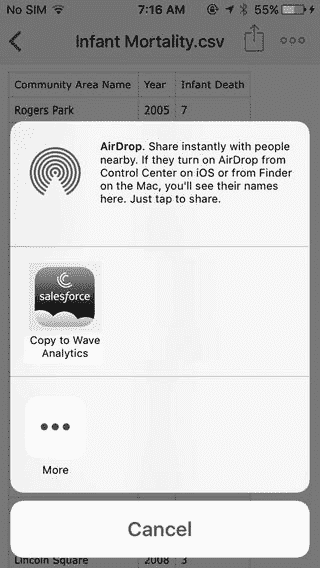 No SIM 7:16 AM 55%
Infant Mortality.csv
Community Area Name Year Infant Death
Rogers Park 2005 7
AirDrop. Share instantly with people
nearby. If they turn on AirDrop from
Control Center on iOS or from Finder
on the Mac, you'll see their names
here. Just tap to share.
salesforce
Copy to Wave
Analytics
More
Cancel
Lincoln Square 2008 3